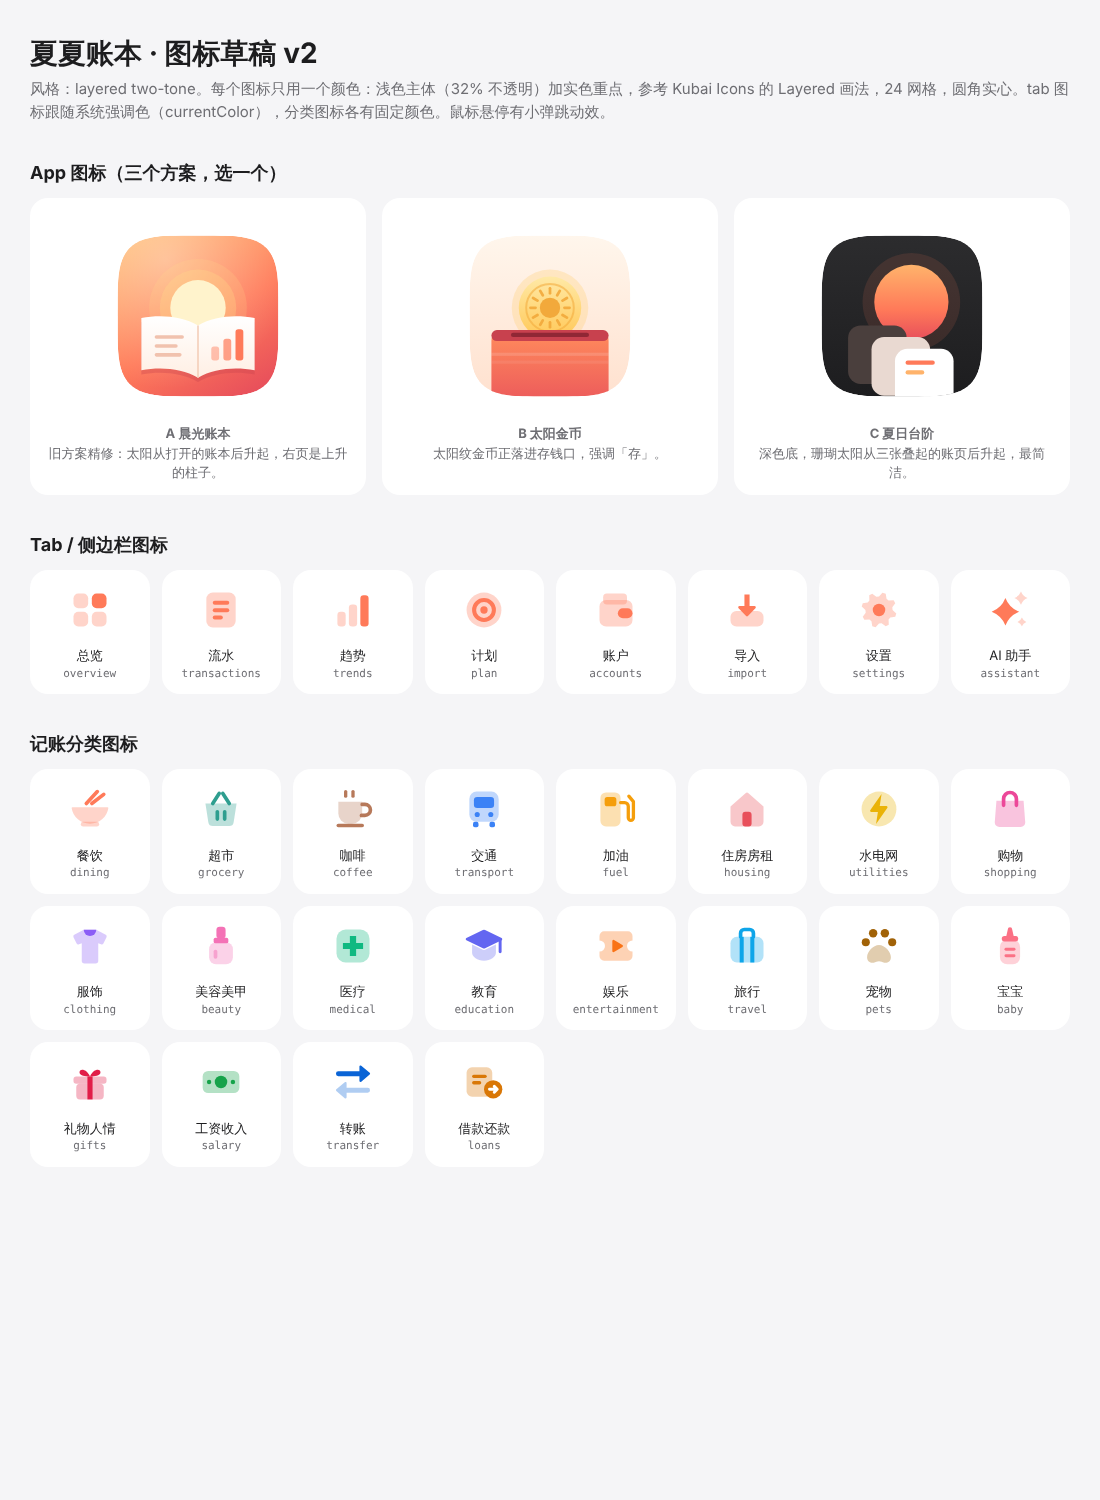 夏夏账本 · 图标草稿 v2
风格：layered two-tone。每个图标只用一个颜色：浅色主体（32% 不透明）加实色重点，参考 Kubai Icons 的 Layered 画法，24 网格，圆角实心。tab 图
标跟随系统强调色（currentColor），分类图标各有固定颜色。鼠标悬停有小弹跳动效。
App 图标（三个方案，选一个）
A 晨光账本
旧方案精修：太阳从打开的账本后升起，右页是上升
的柱子。
B 太阳金币
太阳纹金币正落进存钱口，强调「存」。
C 夏日台阶
深色底，珊瑚太阳从三张叠起的账页后升起，最简
洁。
Tab / 侧边栏图标
总览
overview
流水
transactions
趋势
trends
计划
plan
账户
accounts
导入
import
设置
settings
AI 助手
assistant
记账分类图标
餐饮
dining
超市
grocery
咖啡
coffee
交通
transport
加油
fuel
住房房租
housing
水电网
utilities
购物
shopping
服饰
clothing
美容美甲
beauty
医疗
medical
教育
education
娱乐
entertainment
旅行
travel
宠物
pets
宝宝
baby
礼物人情
gifts
工资收入
salary
转账
transfer
借款还款
loans